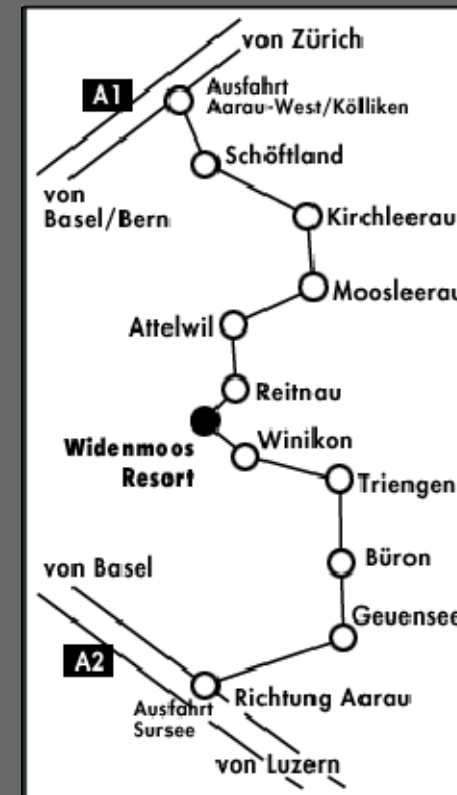 von Zürich
A1
Ausfahrt
Aarau-West/Kölliken
Schöftland
von
Basel/Bern
Kirchleerau
Moosleerau
Attelwil
Reitnau
Widenmoos
Resort
Winikon
Triengen
von Basel
Büron
Geuensee
A2
Ausfahrt
Sursee
Richtung Aarau
von Luzern